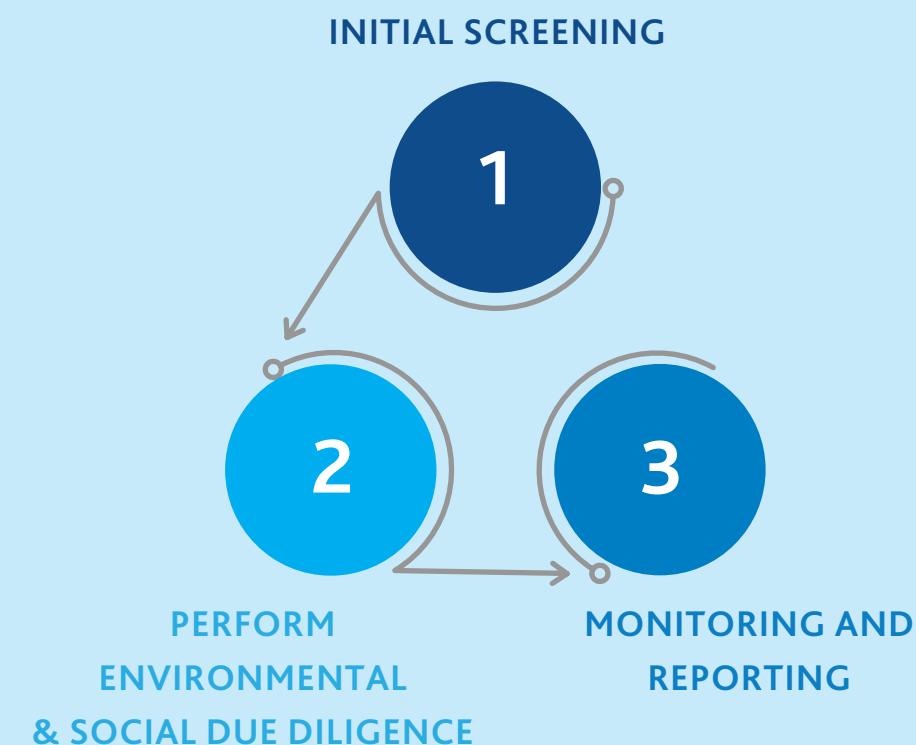 INITIAL SCREENING
1
2
PERFORM
ENVIRONMENTAL
& SOCIAL DUE DILIGENCE
3
MONITORING AND
REPORTING